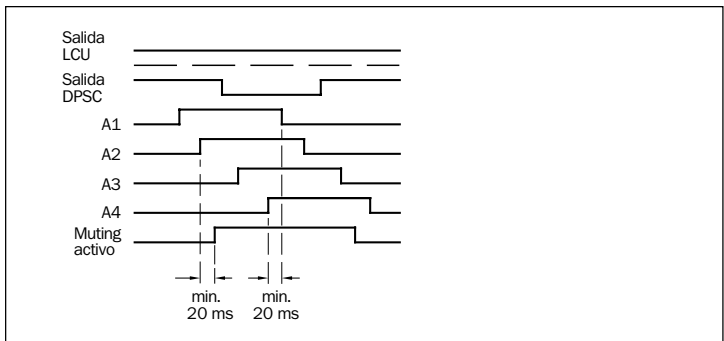 Salida
LCU
Salida
DPSC
A1
A2
A3
A4
Muting
activo
min.
20 ms
min.
20 ms